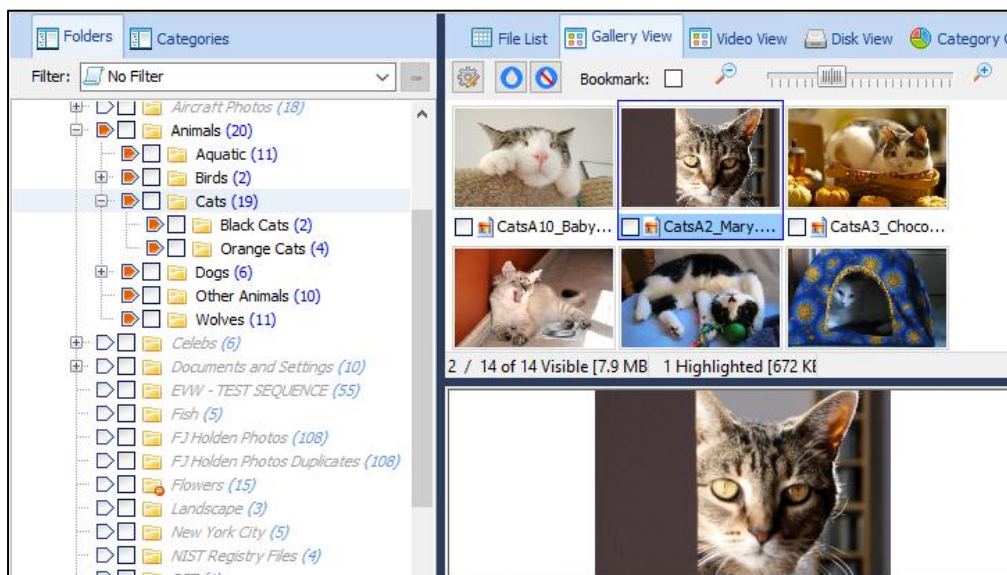 Folders
Categories
Filter: No Filter
Aircraft Photos (18)
Animals (20)
Aquatic (11)
Birds (2)
Cats (19)
Black Cats (2)
Orange Cats (4)
Dogs (6)
Other Animals (10)
Wolves (11)
Celebs (6)
Documents and Settings (10)
EVW - TEST SEQUENCE (55)
Fish (5)
FJ Holden Photos (108)
FJ Holden Photos Duplicates (108)
Flowers (15)
Landscape (3)
New York City (5)
NIST Registry Files (4)
File List
Gallery View
Video View
Disk View
Category
Bookmark:
CatsA10_Baby...
CatsA2_Mary....
CatsA3_Choco...
2 / 14 of 14 Visible [7.9 MB
1 Highlighted [672 KB